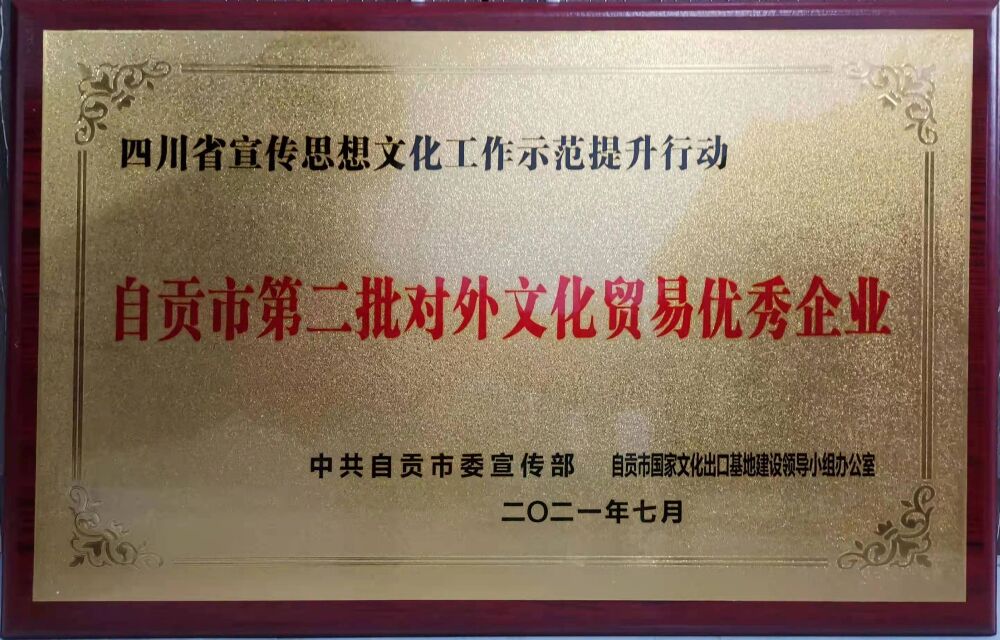 四川省宣传思想文化工作示范提升行动
自贡市第二批对外文化贸易优秀企业
中共自贡市委宣传部 自贡市国家文化出口基地建设领导小组办公室
二〇二一年七月